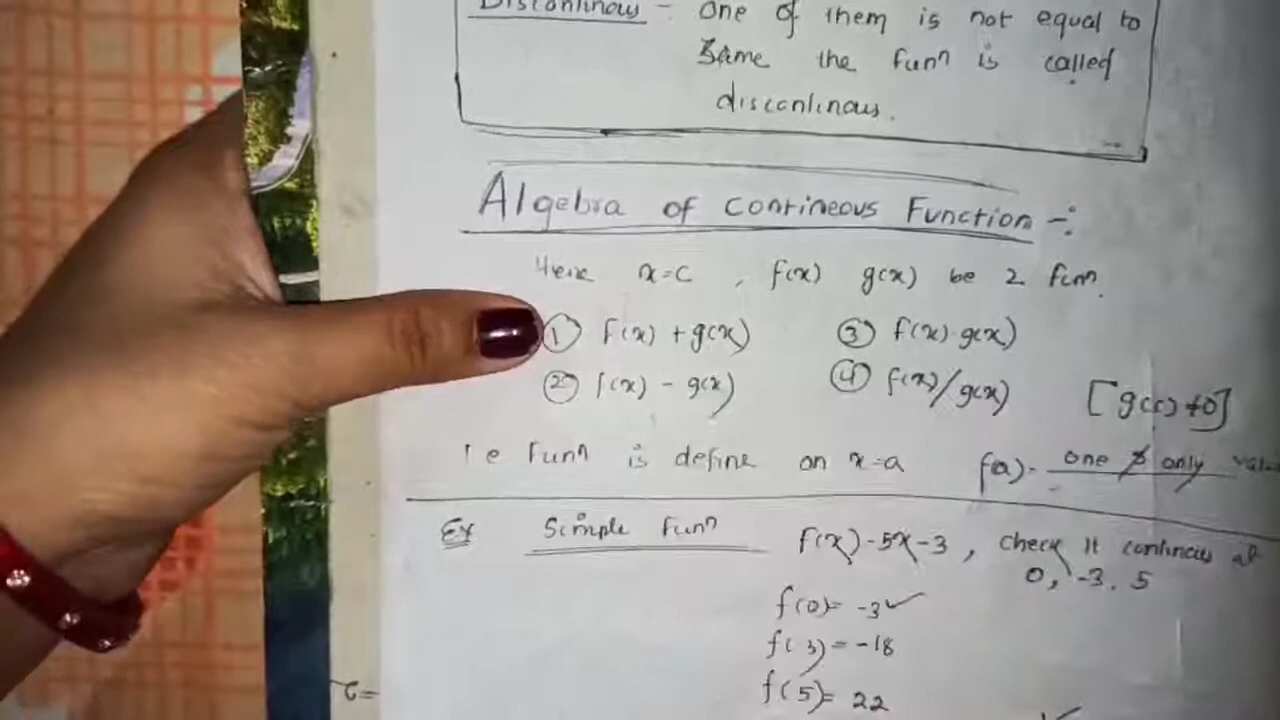 Discontinous - One of them is not equal to
Same the funⁿ is called
discontinous.
Algebra of Contineous Function -:
Here x=c , f(x) g(x) be 2 funⁿ.
① f(x) + g(x) ③ f(x).g(x)
② f(x) - g(x) ④ f(x)/g(x) [g(c)≠0]
ie Funⁿ is define on x=a f(a)- one & only value
Ex Simple Funⁿ f(x)-5x-3, check it continous at
0, -3, 5
f(0)= -3 ✓
f(3)= -18
f(5)= 22